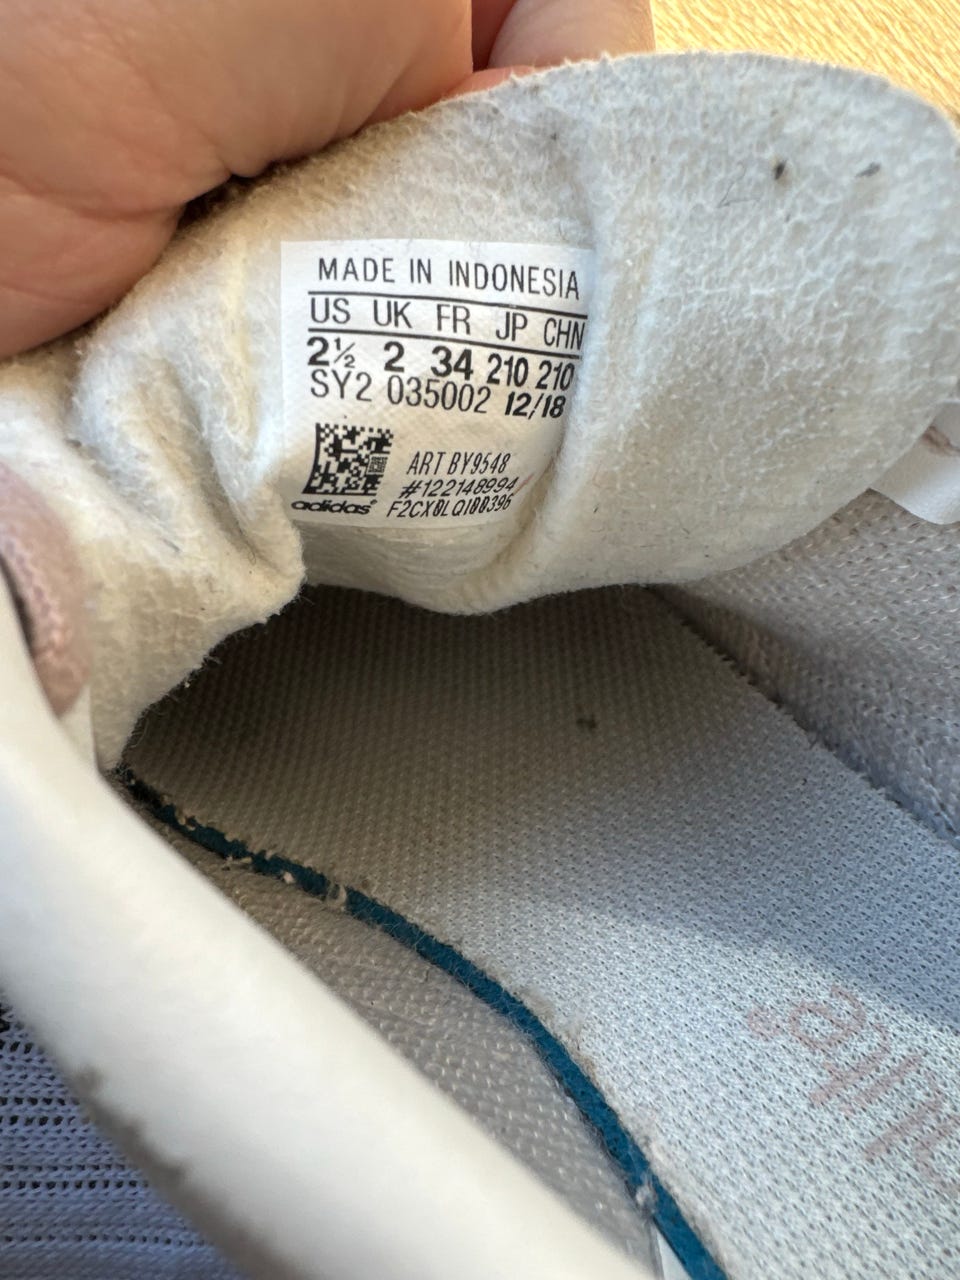 MADE IN INDONESIA
US UK FR JP CHN
2½ 2 34 210 210
SY2 035002 12/18
ART BY9548
#122148994
adidas® F2CX0LQ100396